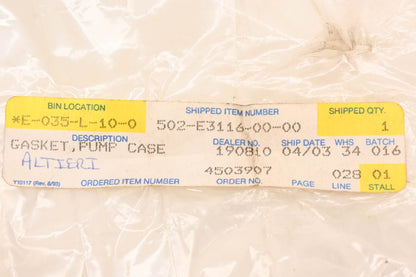 BIN LOCATION SHIPPED ITEM NUMBER SHIPPED QTY.
*E-035-L-10-0 502-E3116-00-00 1
DESCRIPTION DEALER NO. SHIP DATE WHS BATCH
GASKET,PUMP CASE 190810 04/03 34 016
ALTIERI 4503907 028 01
Y10117 (Rev. 6/93) ORDERED ITEM NUMBER ORDER NO. PAGE LINE STALL